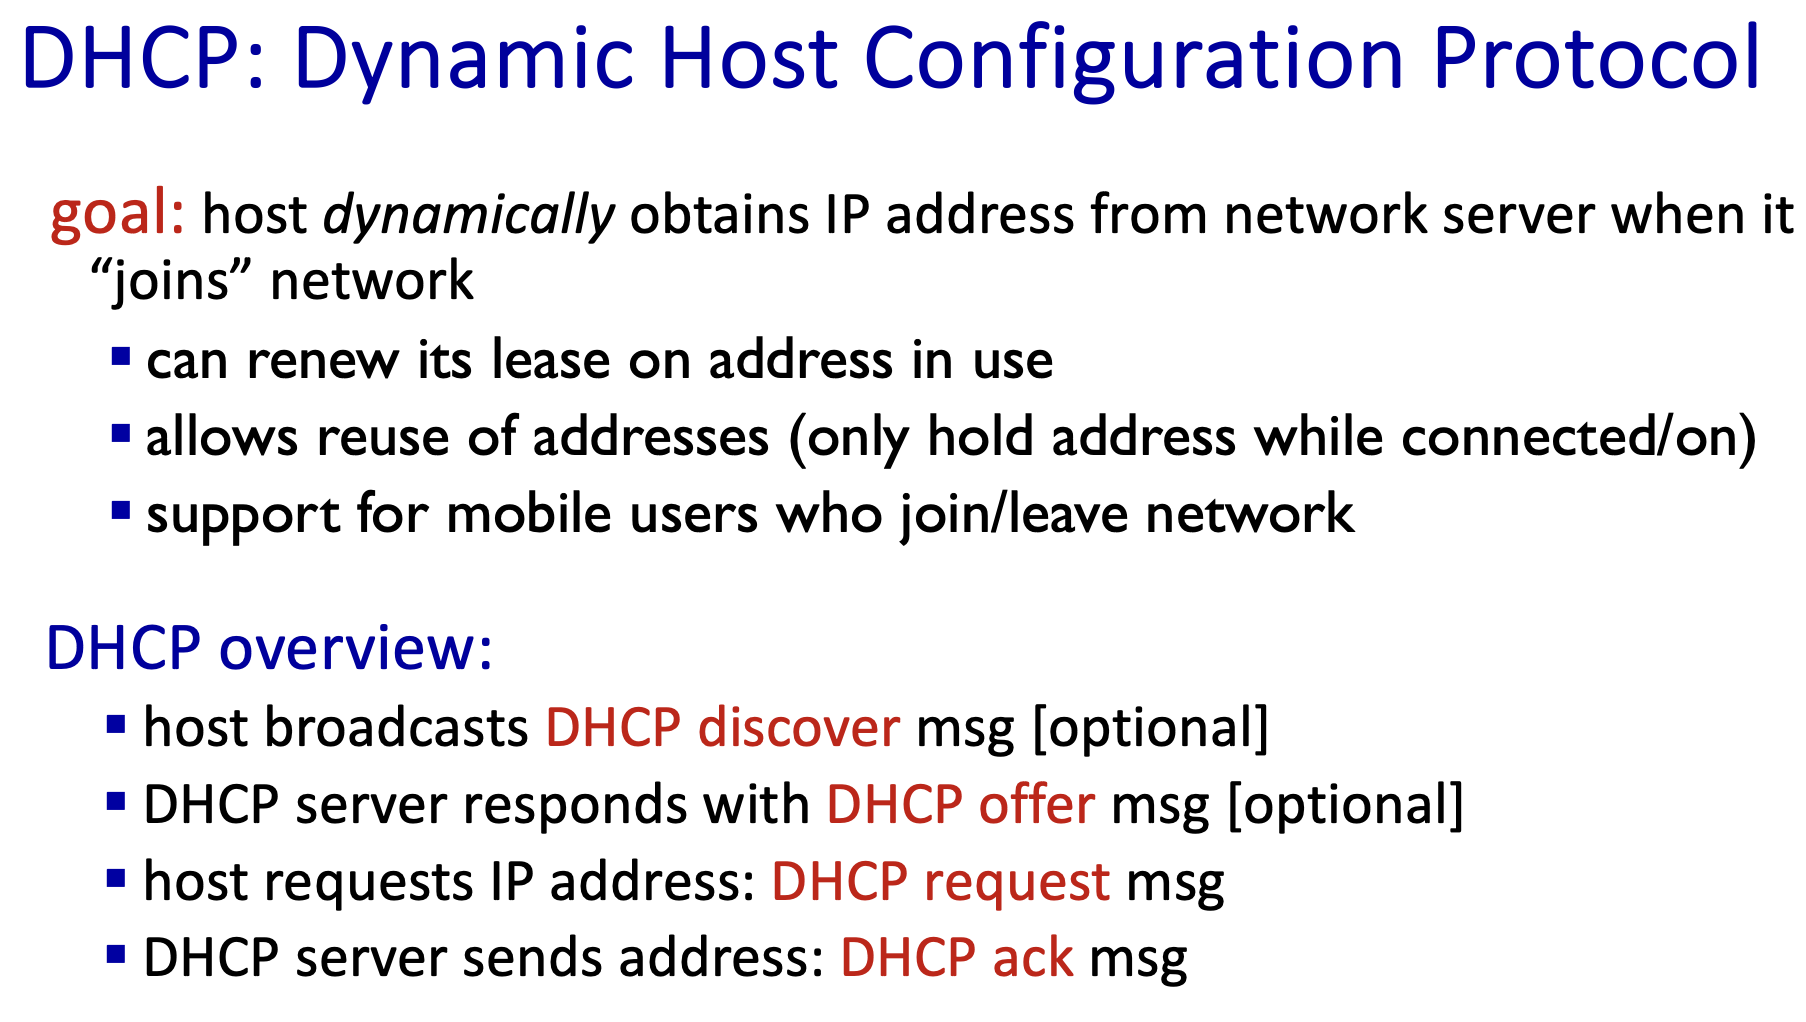 DHCP: Dynamic Host Configuration Protocol
goal: host dynamically obtains IP address from network server when it
“joins” network
▪ can renew its lease on address in use
▪ allows reuse of addresses (only hold address while connected/on)
▪ support for mobile users who join/leave network
DHCP overview:
▪ host broadcasts DHCP discover msg [optional]
▪ DHCP server responds with DHCP offer msg [optional]
▪ host requests IP address: DHCP request msg
▪ DHCP server sends address: DHCP ack msg